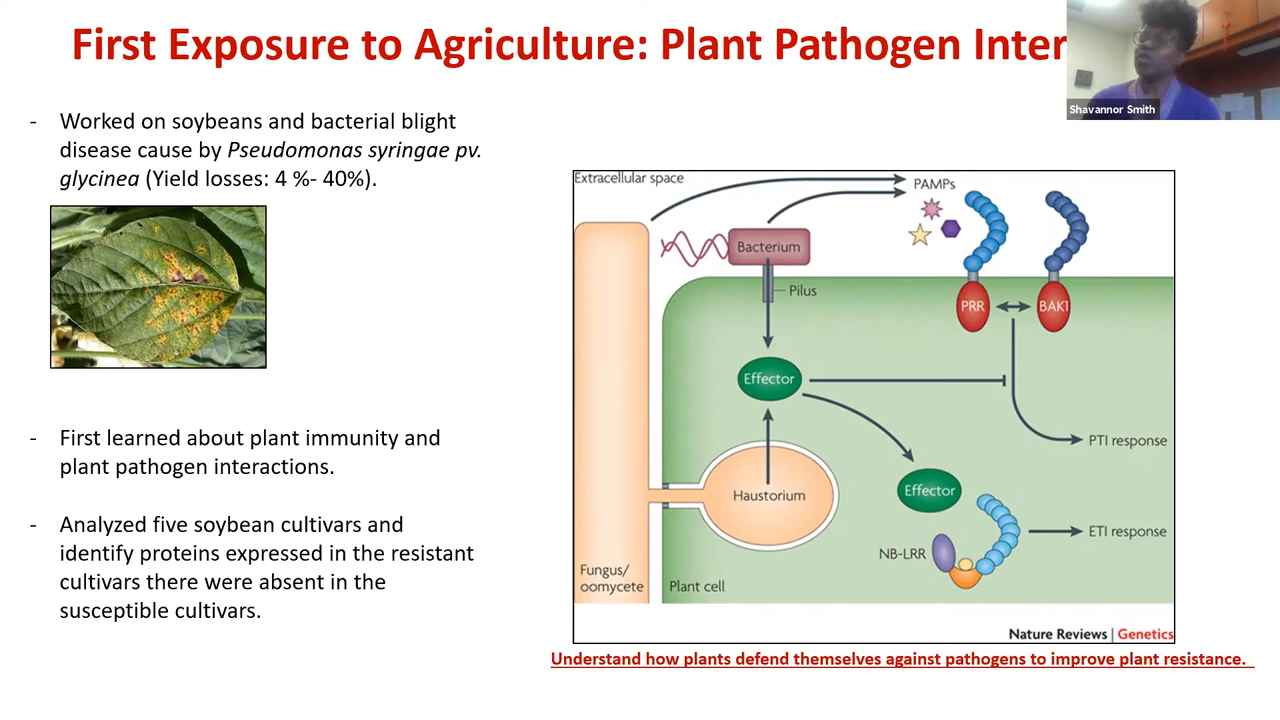 First Exposure to Agriculture: Plant Pathogen Inter
Shavannor Smith
- Worked on soybeans and bacterial blight
disease cause by Pseudomonas syringae pv.
glycinea (Yield losses: 4 %- 40%).
- First learned about plant immunity and
plant pathogen interactions.
- Analyzed five soybean cultivars and
identify proteins expressed in the resistant
cultivars there were absent in the
susceptible cultivars.
Extracellular space
PAMPs
Bacterium
Pilus
PRR
BAK1
Effector
PTI response
Haustorium
Effector
ETI response
NB-LRR
Fungus/
oomycete
Plant cell
Nature Reviews | Genetics
Understand how plants defend themselves against pathogens to improve plant resistance.